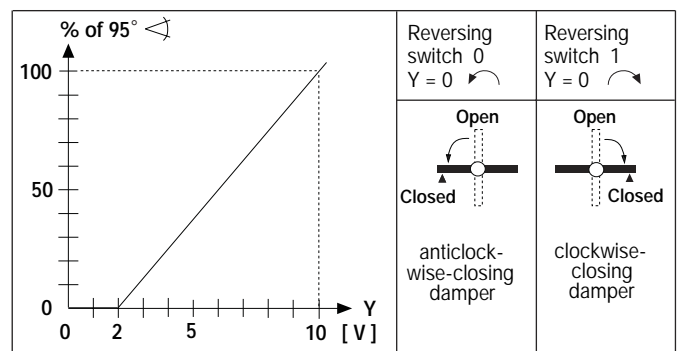 % of 95°
100
50
0
0 2 5 10 [ V ]
Y
Reversing
switch 0
Y = 0
Reversing
switch 1
Y = 0
Open
Closed
anticlock-
wise-closing
damper
Open
Closed
clockwise-
closing
damper